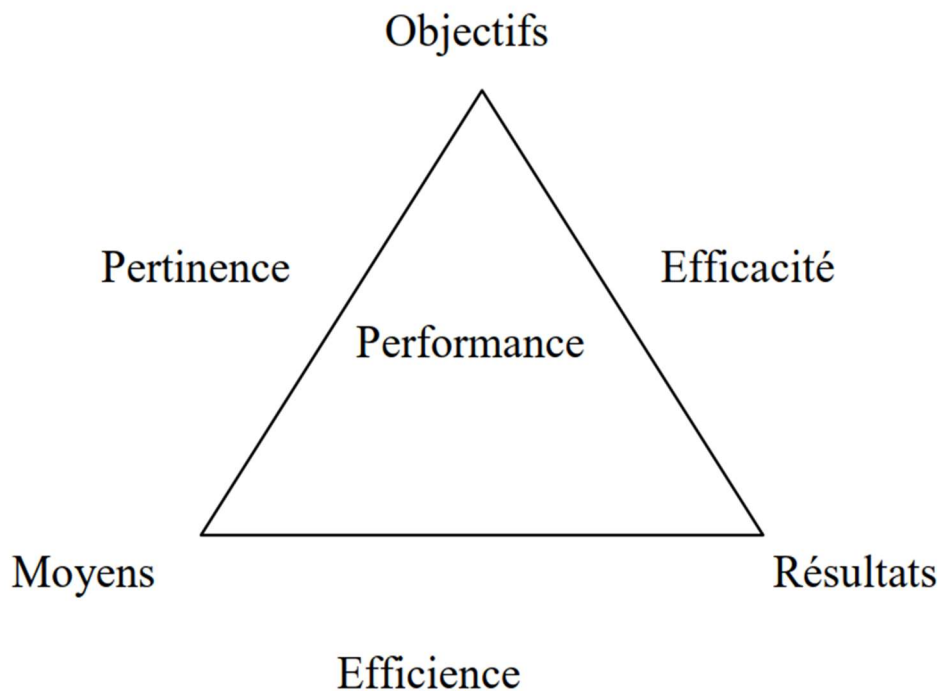 Objectifs
Pertinence
Efficacité
Performance
Moyens
Résultats
Efficience